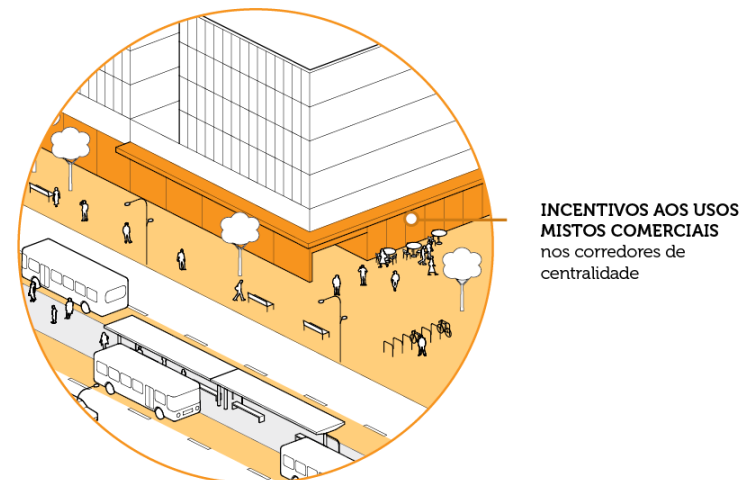 INCENTIVOS AOS USOS
MISTOS COMERCIAIS
nos corredores de
centralidade